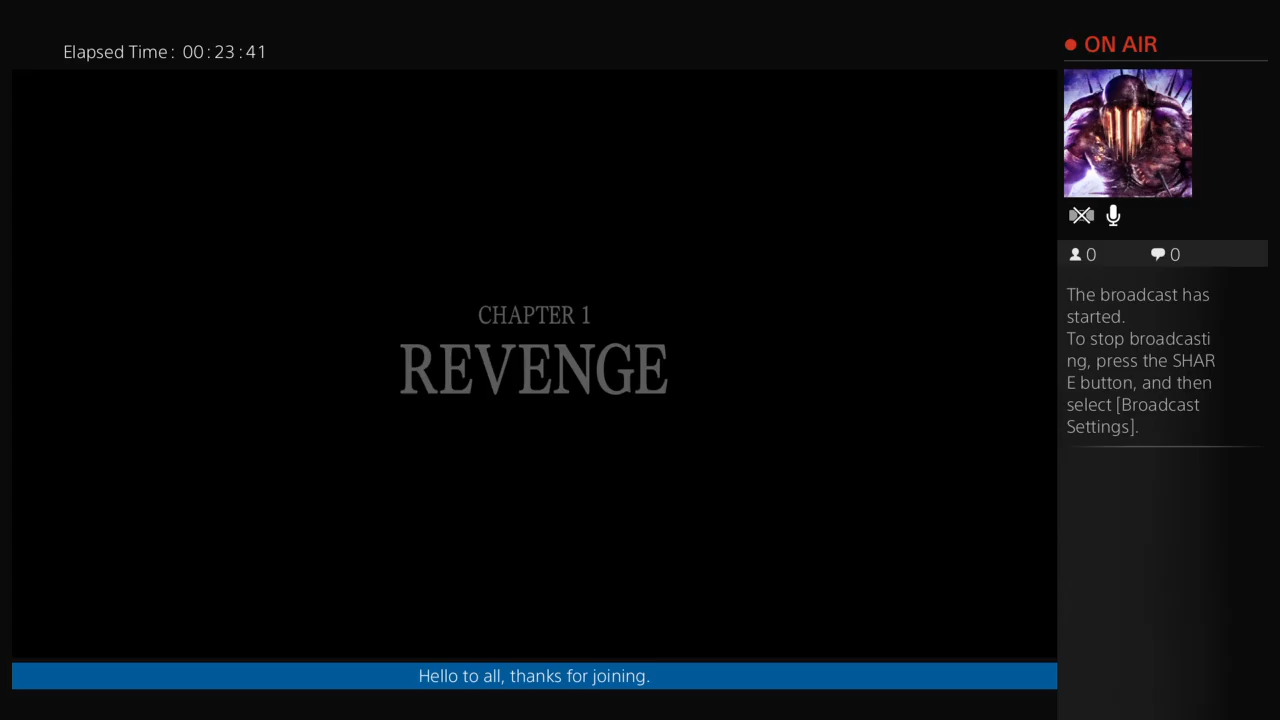 Elapsed Time: 00:23:41
ON AIR
0 0
The broadcast has
started.
To stop broadcasti
ng, press the SHAR
E button, and then
select [Broadcast
Settings].
CHAPTER 1
REVENGE
Hello to all, thanks for joining.